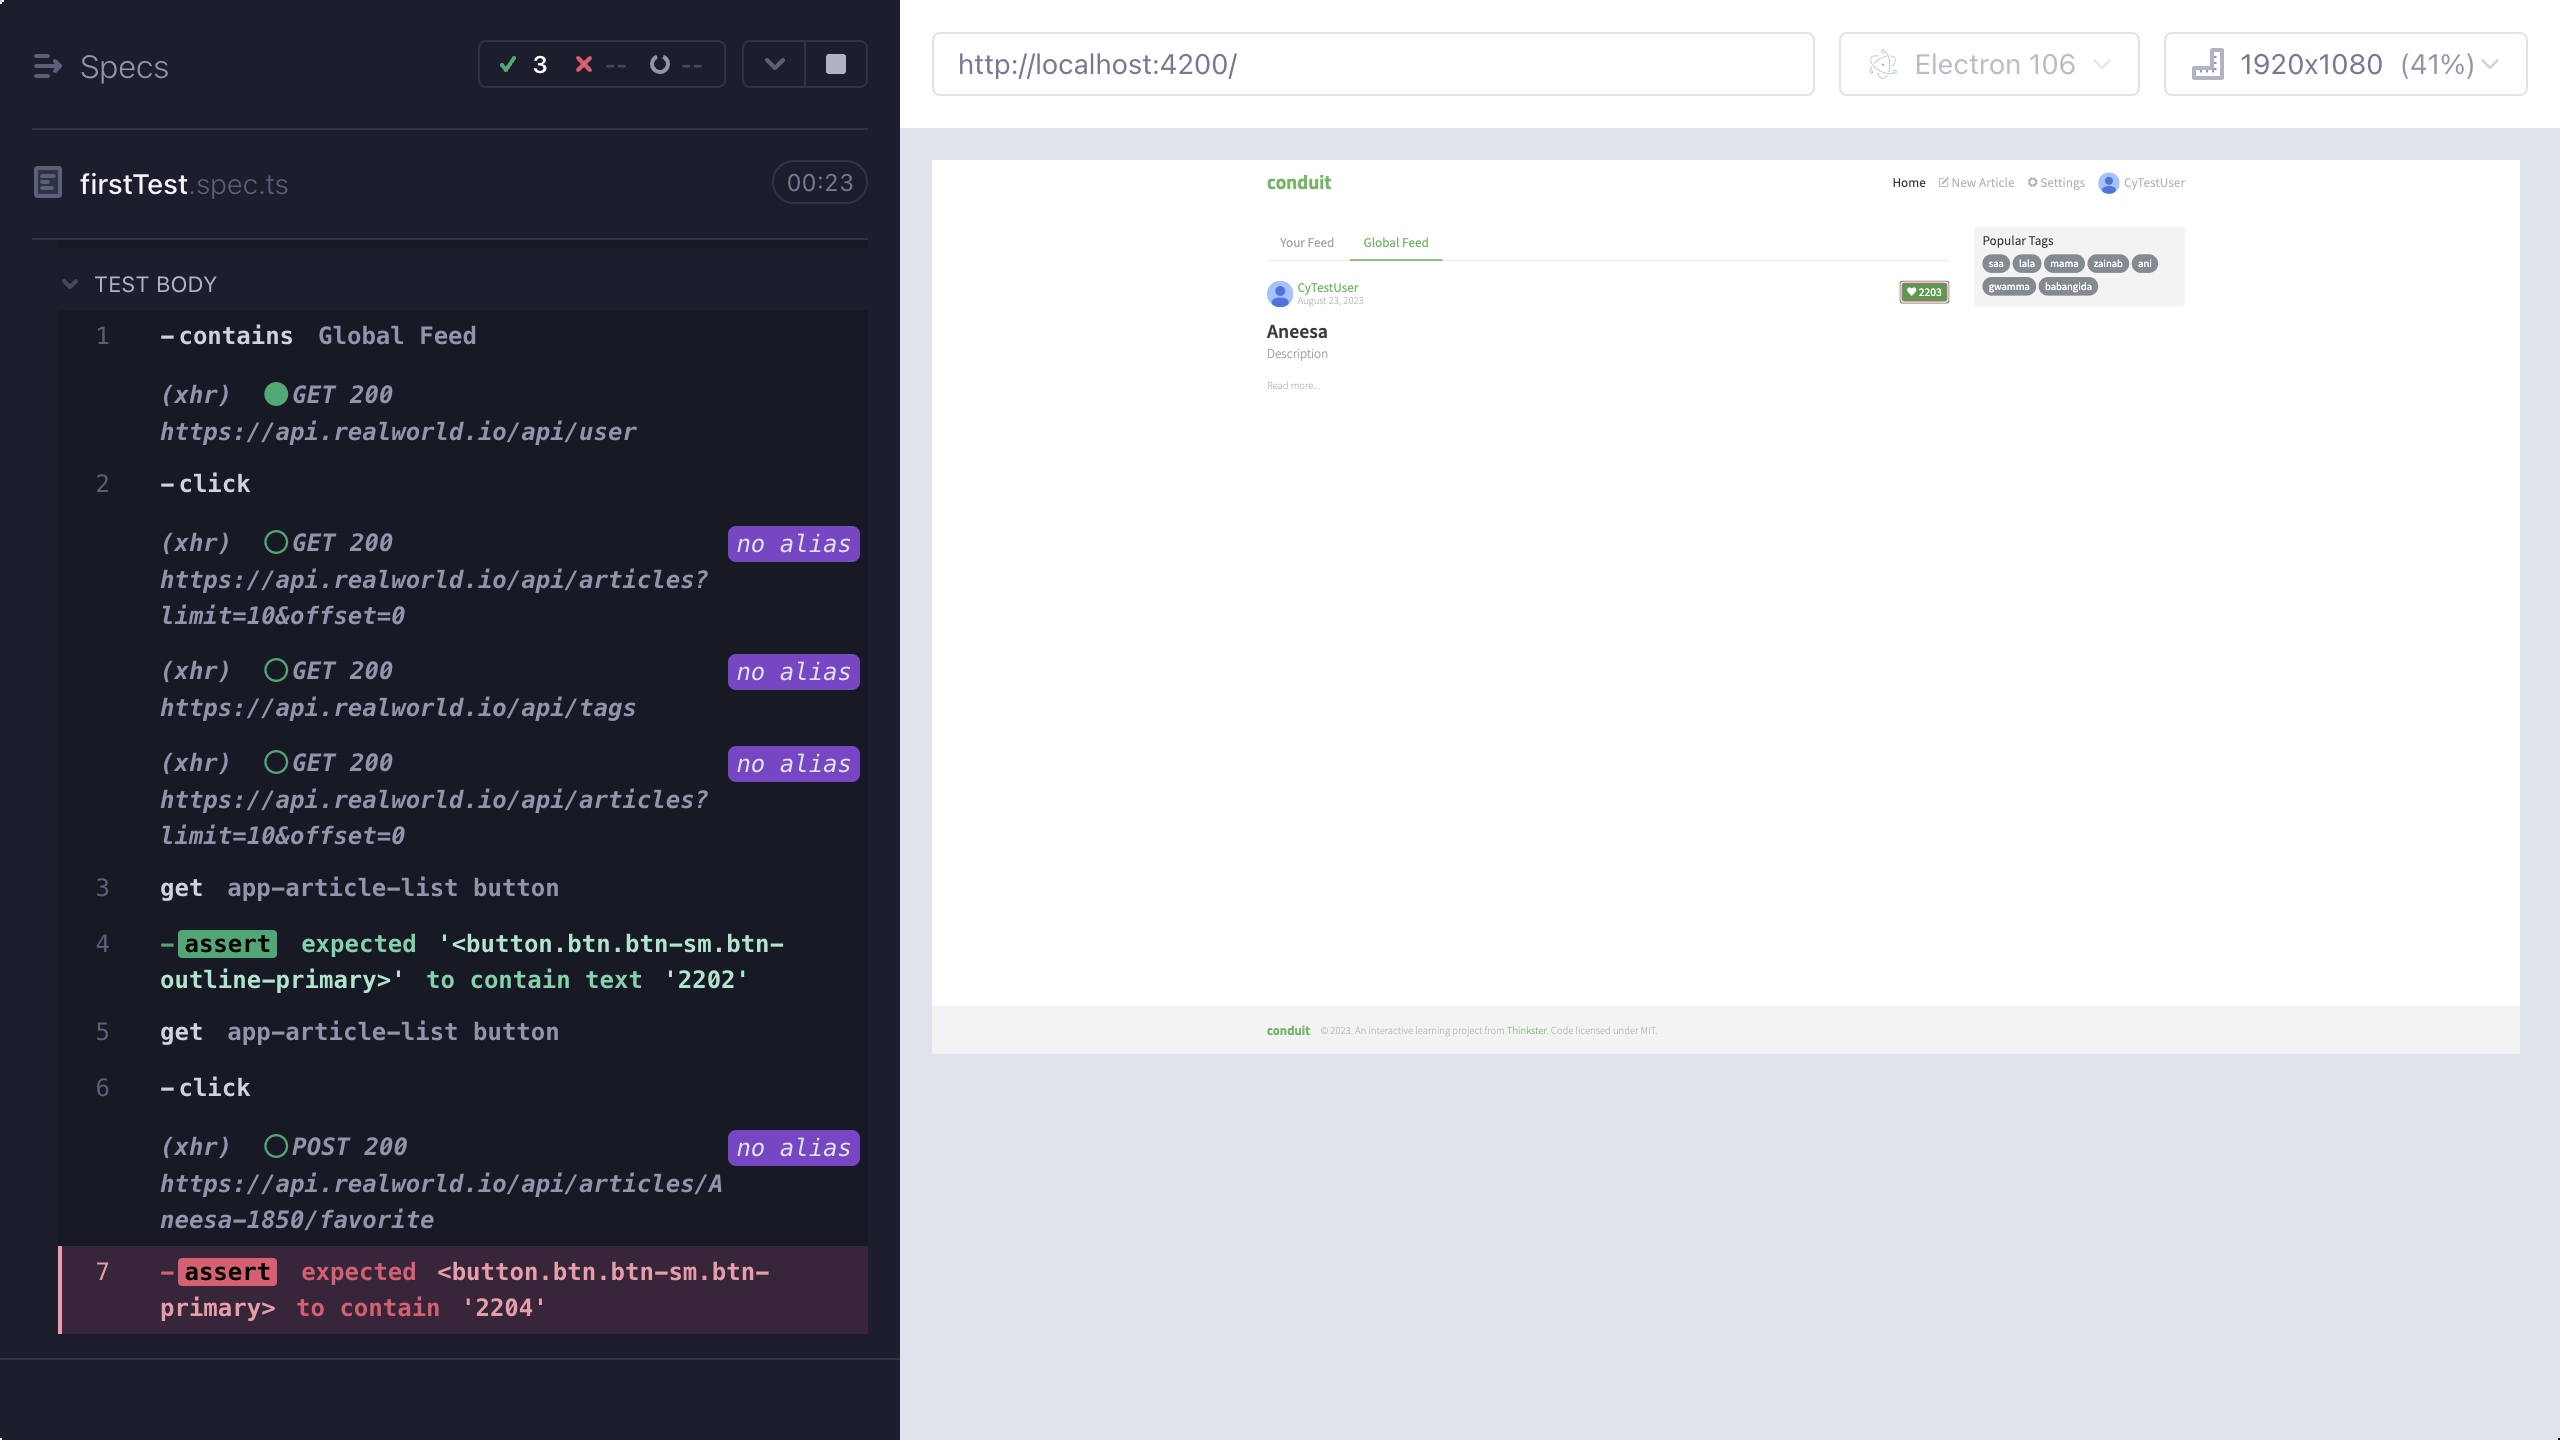 Specs
3 -- --
firstTest.spec.ts
00:23
TEST BODY
1 -contains Global Feed
(xhr) GET 200
https://api.realworld.io/api/user
2 -click
(xhr) GET 200 no alias
https://api.realworld.io/api/articles?
limit=10&offset=0
(xhr) GET 200 no alias
https://api.realworld.io/api/tags
(xhr) GET 200 no alias
https://api.realworld.io/api/articles?
limit=10&offset=0
3 get app-article-list button
4 -assert expected '<button.btn.btn-sm.btn-
outline-primary>' to contain text '2202'
5 get app-article-list button
6 -click
(xhr) POST 200 no alias
https://api.realworld.io/api/articles/A
neesa-1850/favorite
7 -assert expected <button.btn.btn-sm.btn-
primary> to contain '2204'
http://localhost:4200/
Electron 106
1920x1080 (41%)
conduit
Home New Article Settings CyTestUser
Your Feed Global Feed
CyTestUser
August 23, 2023
2203
Aneesa
Description
Read more...
Popular Tags
saa lala mama zainab ani
gwamma babangida
conduit © 2023. An interactive learning project from Thinkster. Code licensed under MIT.